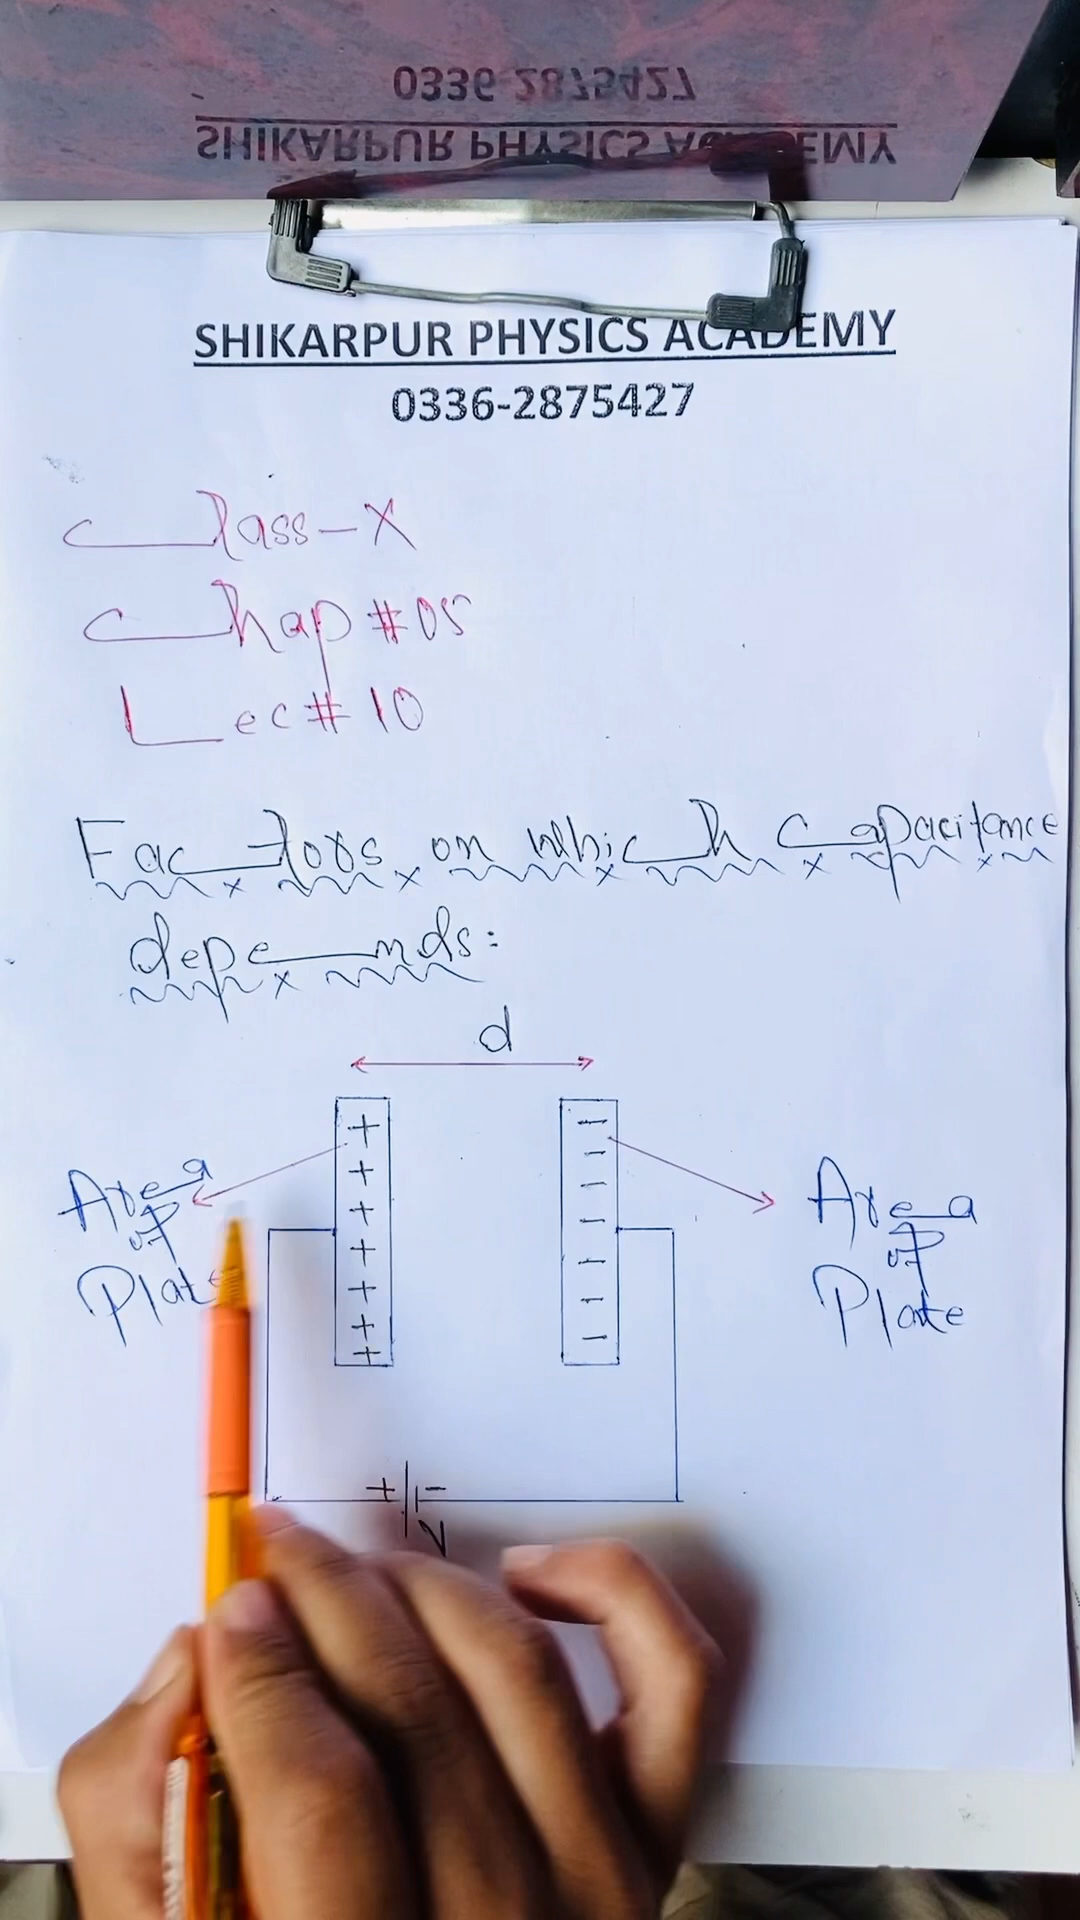 0336-2875427
SHIKARPUR PHYSICS ACADEMY
SHIKARPUR PHYSICS ACADEMY
0336-2875427
Class-X
Chap #05
Lec# 10
Factors on which Capacitance
depends:
d
+ −
+ −
+ −
+ −
+ −
+ −
+ −
Area
of
Plate
Area
of
Plate
+ −
V